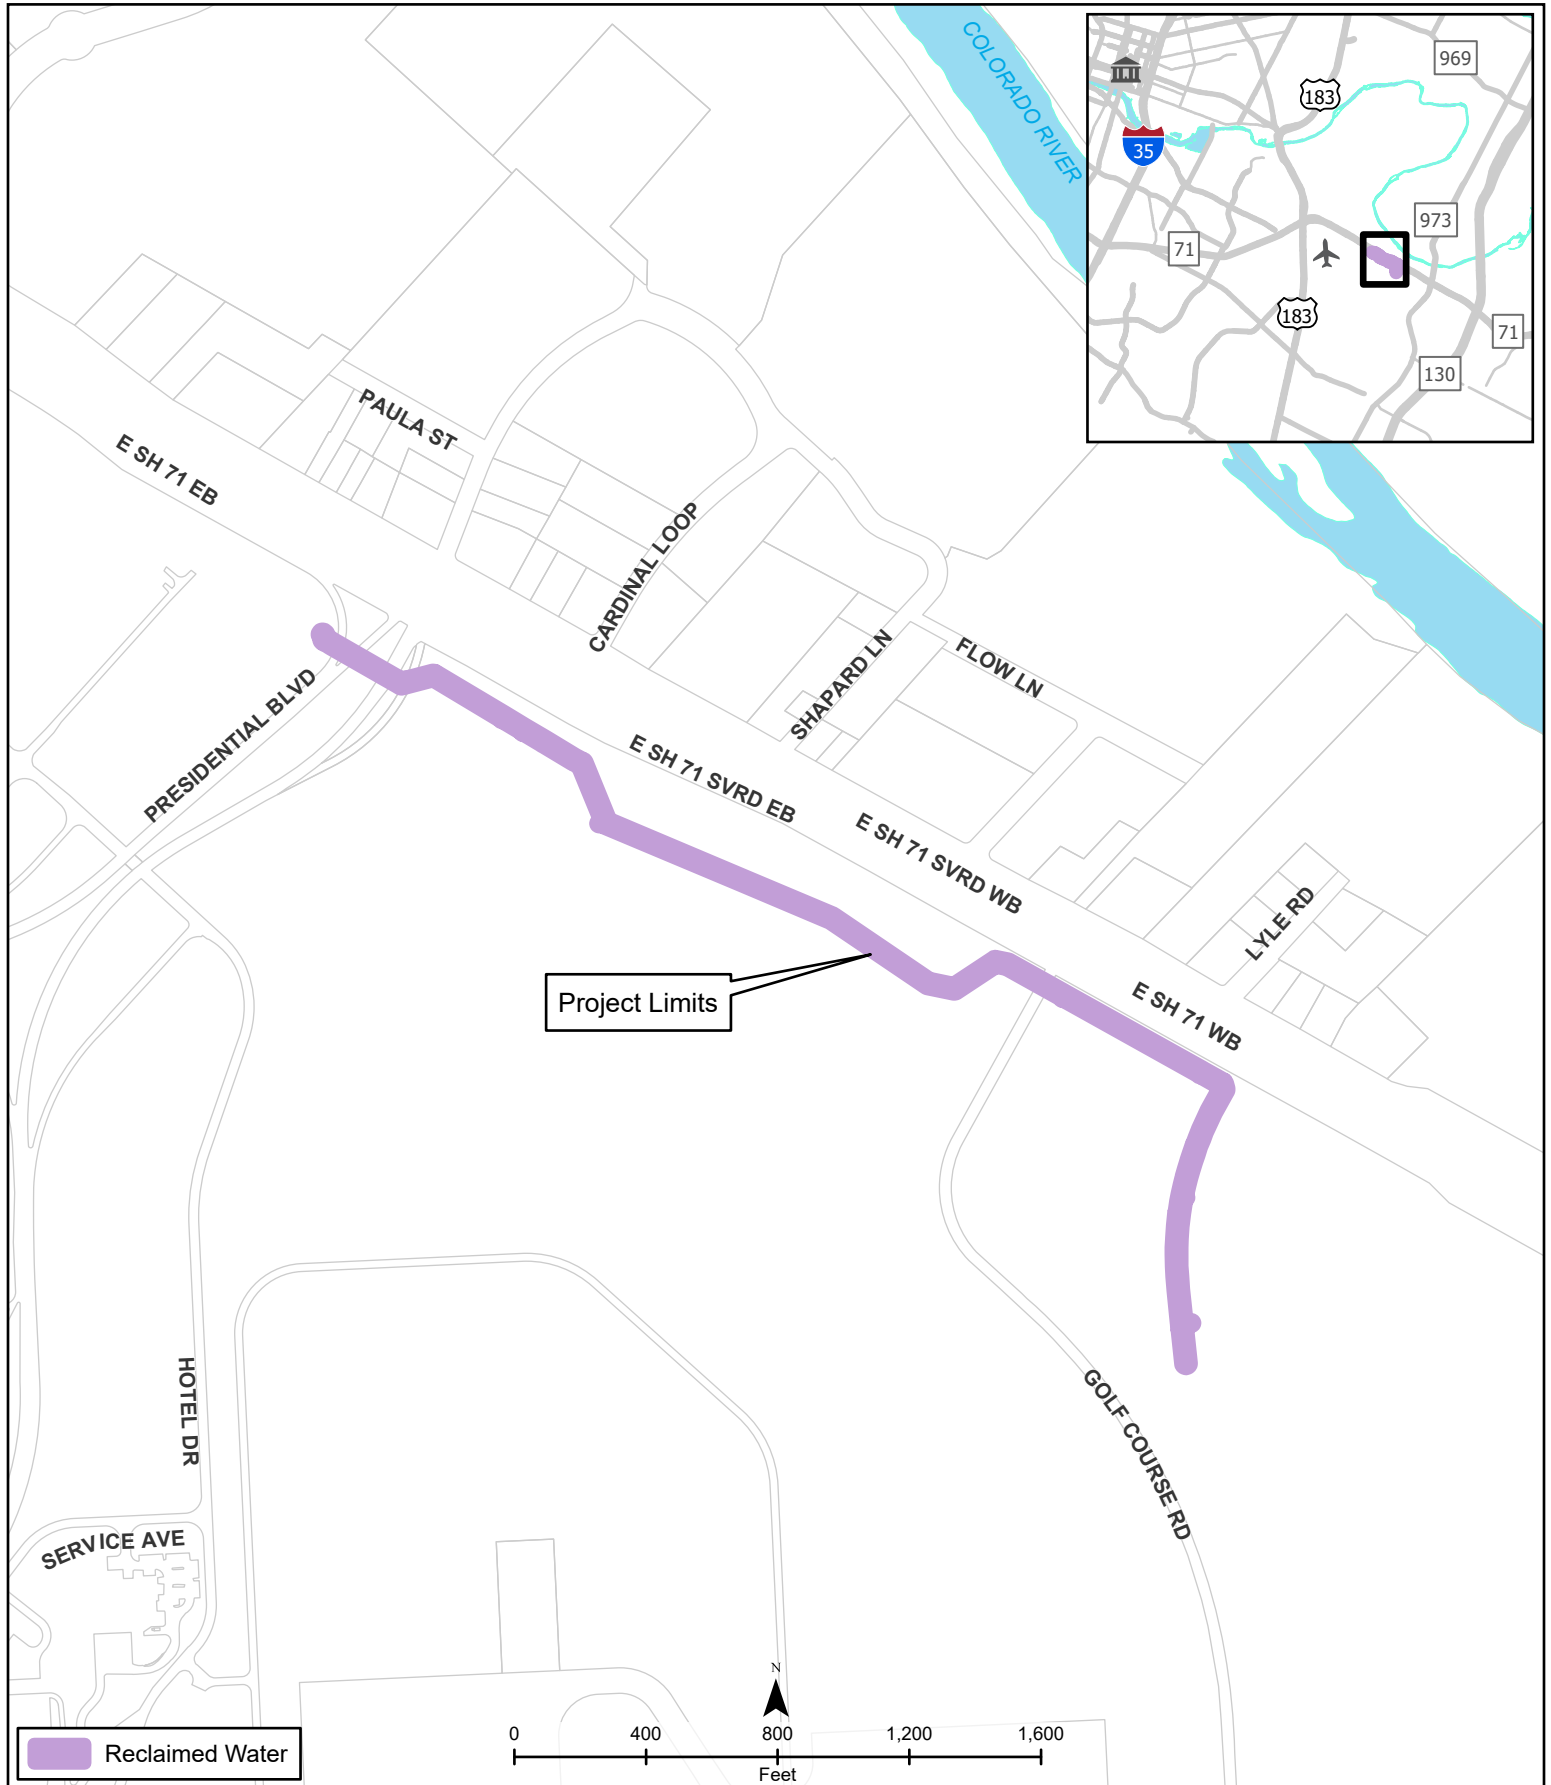 COLORADO RIVER
969
183
35
973
71
183
71
130
PAULA ST
E SH 71 EB
CARDINAL LOOP
SHAPARD LN
FLOW LN
PRESIDENTIAL BLVD
E SH 71 SVRD EB
E SH 71 SVRD WB
LYLE RD
Project Limits
E SH 71 WB
HOTEL DR
GOLF COURSE RD
SERVICE AVE
N
0 400 800 1,200 1,600
Feet
Reclaimed Water